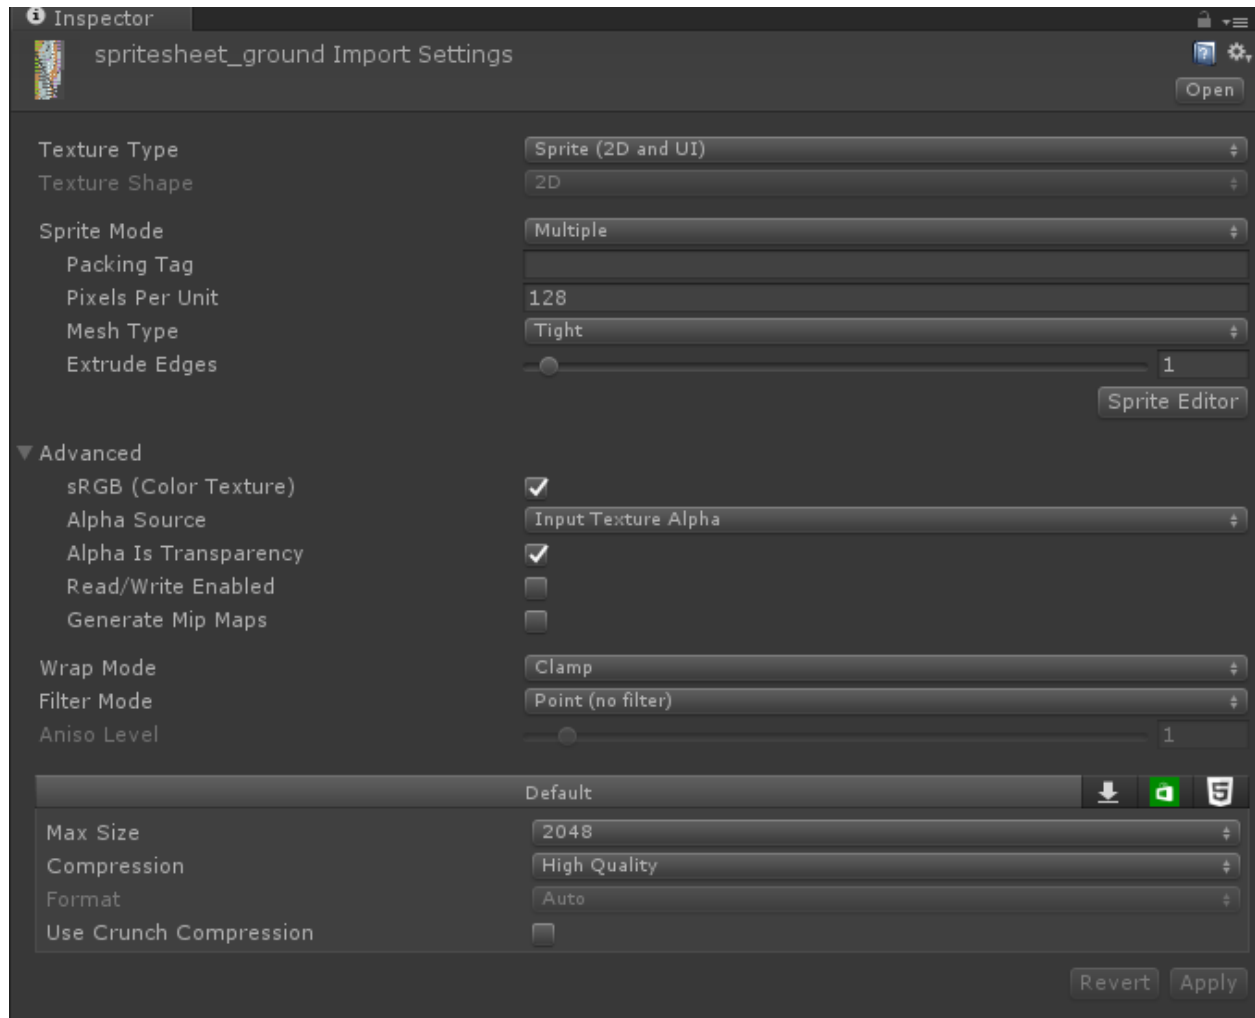 Inspector
spritesheet_ground Import Settings
Open
Texture Type Sprite (2D and UI)
Texture Shape 2D
Sprite Mode Multiple
Packing Tag
Pixels Per Unit 128
Mesh Type Tight
Extrude Edges 1
Sprite Editor
Advanced
sRGB (Color Texture)
Alpha Source Input Texture Alpha
Alpha Is Transparency
Read/Write Enabled
Generate Mip Maps
Wrap Mode Clamp
Filter Mode Point (no filter)
Aniso Level 1
Default
Max Size 2048
Compression High Quality
Format Auto
Use Crunch Compression
Revert Apply